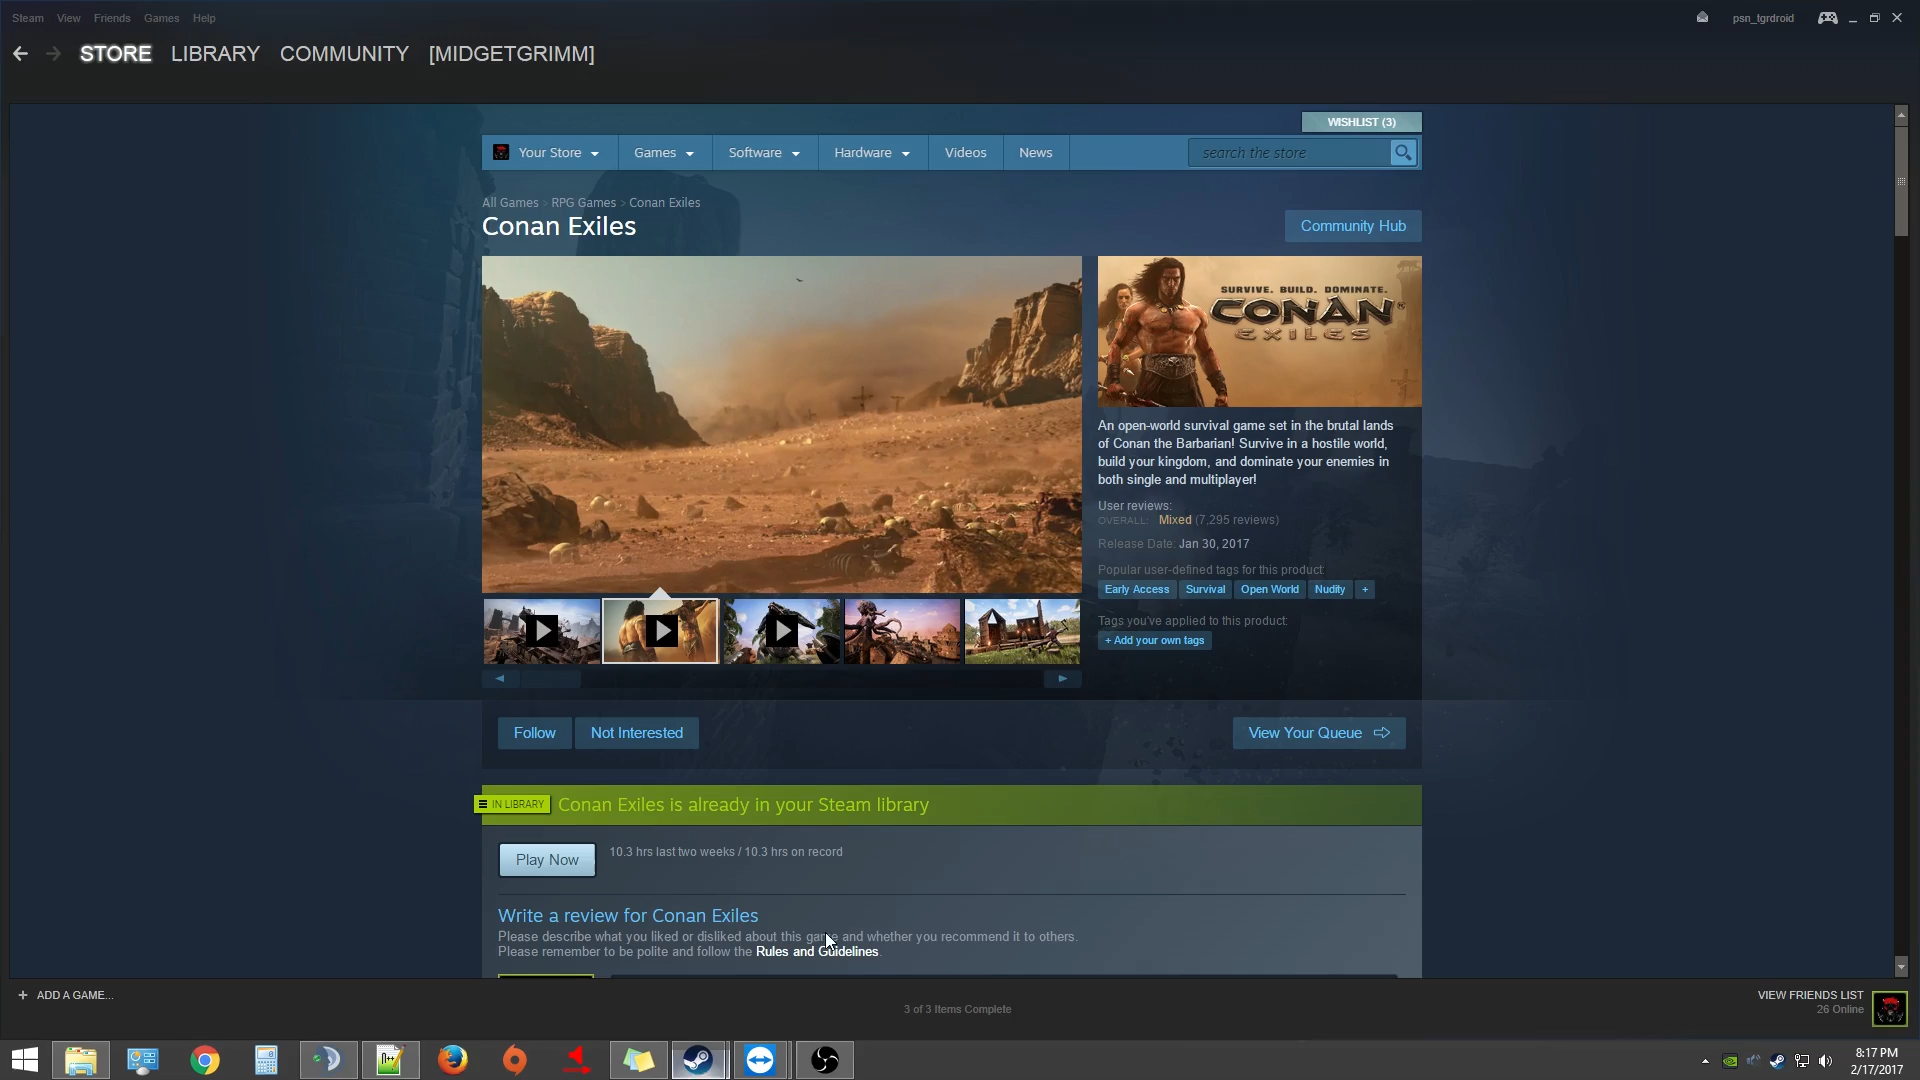 Steam View Friends Games Help
psn_tgrdroid
STORE LIBRARY COMMUNITY [MIDGETGRIMM]
WISHLIST (3)
Your Store Games Software Hardware Videos News
search the store
All Games > RPG Games > Conan Exiles
Conan Exiles
Community Hub
SURVIVE. BUILD. DOMINATE.
CONAN®
EXILES
An open-world survival game set in the brutal lands
of Conan the Barbarian! Survive in a hostile world,
build your kingdom, and dominate your enemies in
both single and multiplayer!
User reviews:
OVERALL: Mixed (7,295 reviews)
Release Date: Jan 30, 2017
Popular user-defined tags for this product:
Early Access Survival Open World Nudity +
Tags you've applied to this product:
+ Add your own tags
Follow Not Interested
View Your Queue
IN LIBRARY Conan Exiles is already in your Steam library
Play Now 10.3 hrs last two weeks / 10.3 hrs on record
Write a review for Conan Exiles
Please describe what you liked or disliked about this game and whether you recommend it to others.
Please remember to be polite and follow the Rules and Guidelines.
+ ADD A GAME...
3 of 3 Items Complete
VIEW FRIENDS LIST
26 Online
8:17 PM
2/17/2017